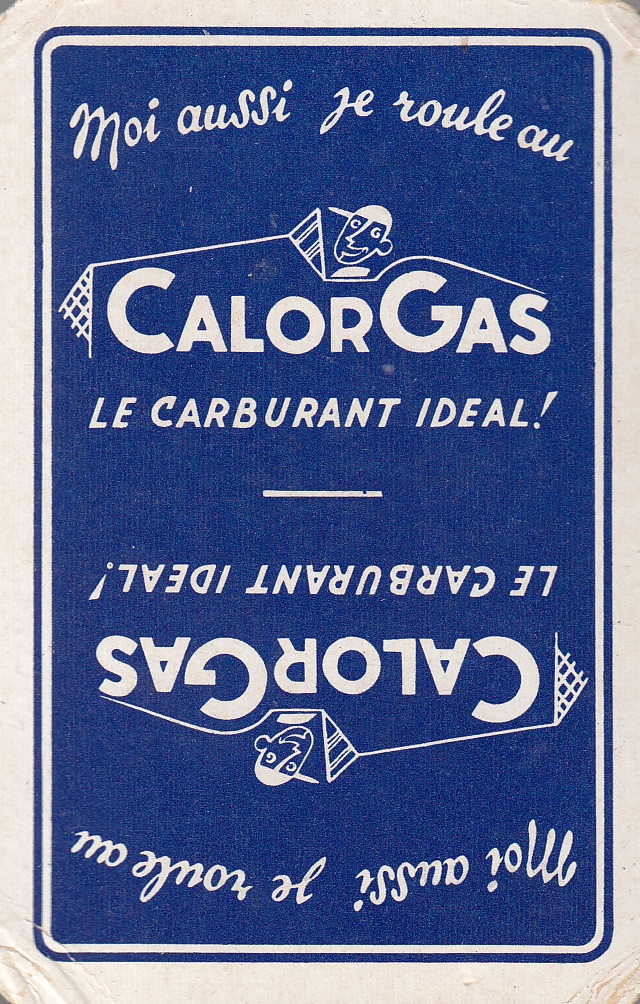 Moi aussi je roule au
CALORGAS
LE CARBURANT IDEAL!
LE CARBURANT IDEAL!
CALORGAS
Moi aussi je roule au